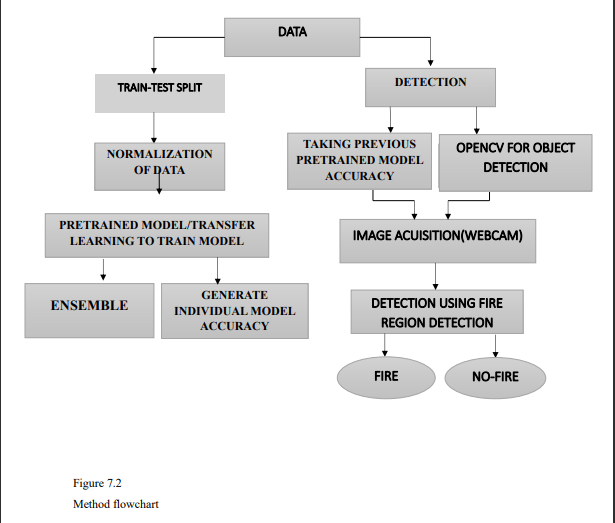 DATA
TRAIN-TEST SPLIT
DETECTION
NORMALIZATION
OF DATA
TAKING PREVIOUS
PRETRAINED MODEL
ACCURACY
OPENCV FOR OBJECT
DETECTION
PRETRAINED MODEL/TRANSFER
LEARNING TO TRAIN MODEL
IMAGE ACUISITION(WEBCAM)
ENSEMBLE
GENERATE
INDIVIDUAL MODEL
ACCURACY
DETECTION USING FIRE
REGION DETECTION
FIRE
NO-FIRE
Figure 7.2
Method flowchart